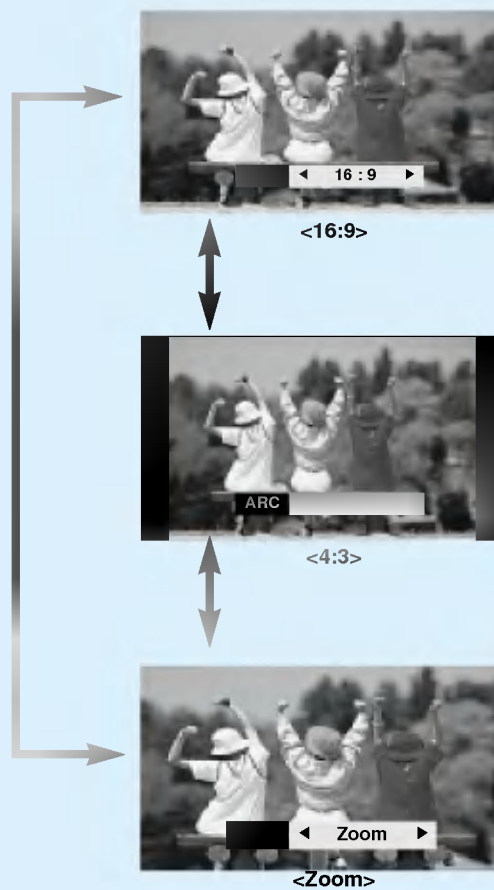 ◄ 16 : 9 ►
<16:9>
ARC
<4:3>
◄ Zoom ►
<Zoom>